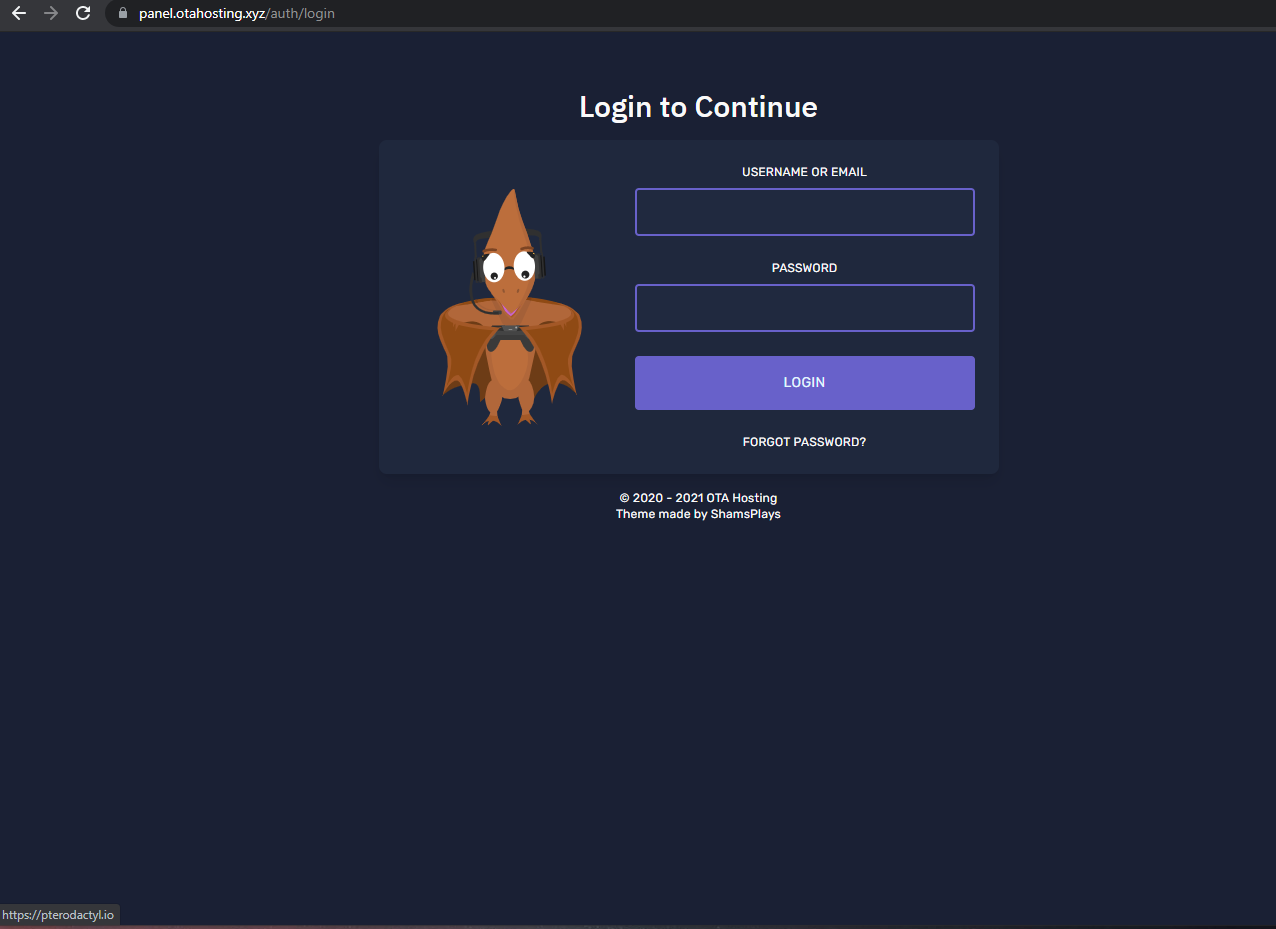 panel.otahosting.xyz/auth/login
Login to Continue
USERNAME OR EMAIL
PASSWORD
LOGIN
FORGOT PASSWORD?
© 2020 - 2021 OTA Hosting
Theme made by ShamsPlays
https://pterodactyl.io